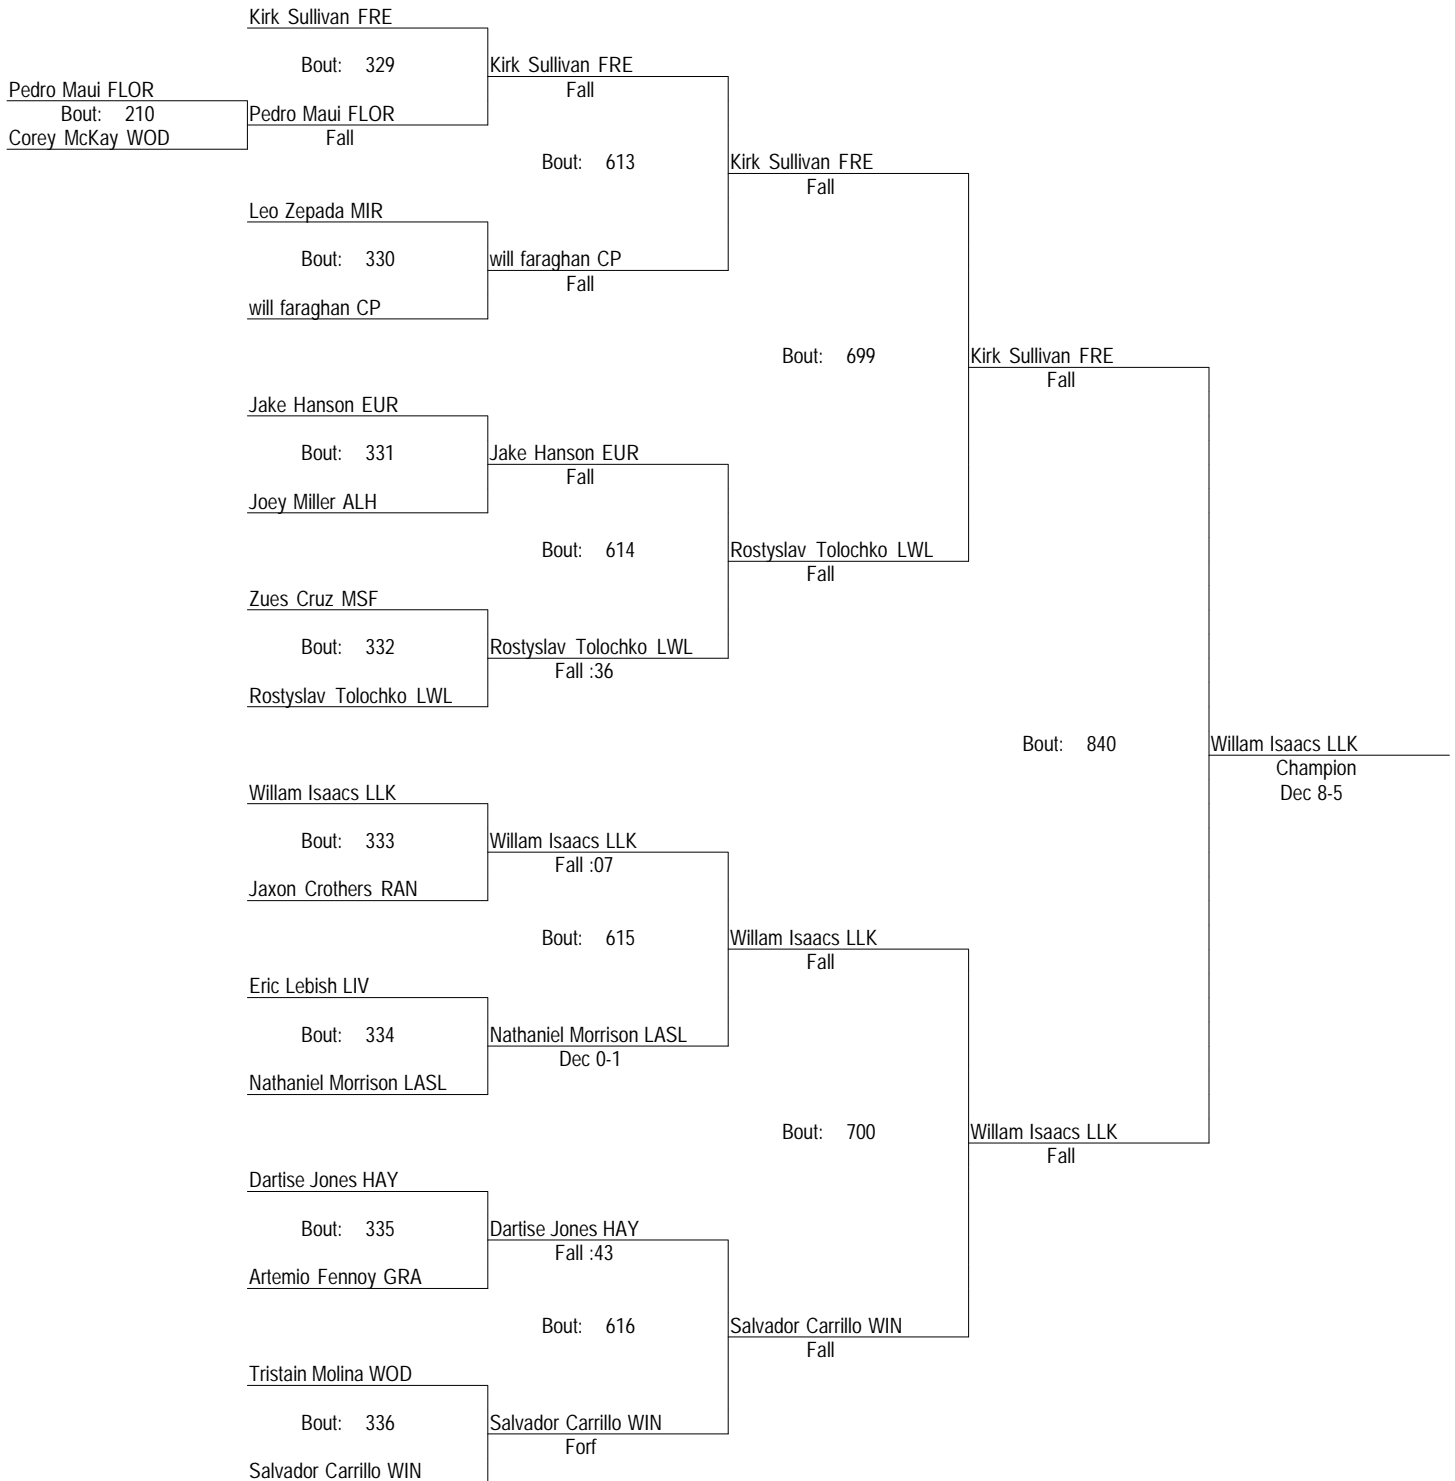 Kirk Sullivan FRE
Bout: 329
Kirk Sullivan FRE
Fall
Pedro Maui FLOR
Bout: 210
Corey McKay WOD
Pedro Maui FLOR
Fall
Bout: 613
Kirk Sullivan FRE
Fall
Leo Zepada MIR
Bout: 330
will faraghan CP
Fall
will faraghan CP
Bout: 699
Kirk Sullivan FRE
Fall
Jake Hanson EUR
Bout: 331
Jake Hanson EUR
Fall
Joey Miller ALH
Bout: 614
Rostyslav Tolochko LWL
Fall
Zues Cruz MSF
Bout: 332
Rostyslav Tolochko LWL
Fall :36
Rostyslav Tolochko LWL
Bout: 840
Willam Isaacs LLK
Champion
Dec 8-5
Willam Isaacs LLK
Bout: 333
Willam Isaacs LLK
Fall :07
Jaxon Crothers RAN
Bout: 615
Willam Isaacs LLK
Fall
Eric Lebish LIV
Bout: 334
Nathaniel Morrison LASL
Dec 0-1
Nathaniel Morrison LASL
Bout: 700
Willam Isaacs LLK
Fall
Dartise Jones HAY
Bout: 335
Dartise Jones HAY
Fall :43
Artemio Fennoy GRA
Bout: 616
Salvador Carrillo WIN
Fall
Tristain Molina WOD
Bout: 336
Salvador Carrillo WIN
Forf
Salvador Carrillo WIN